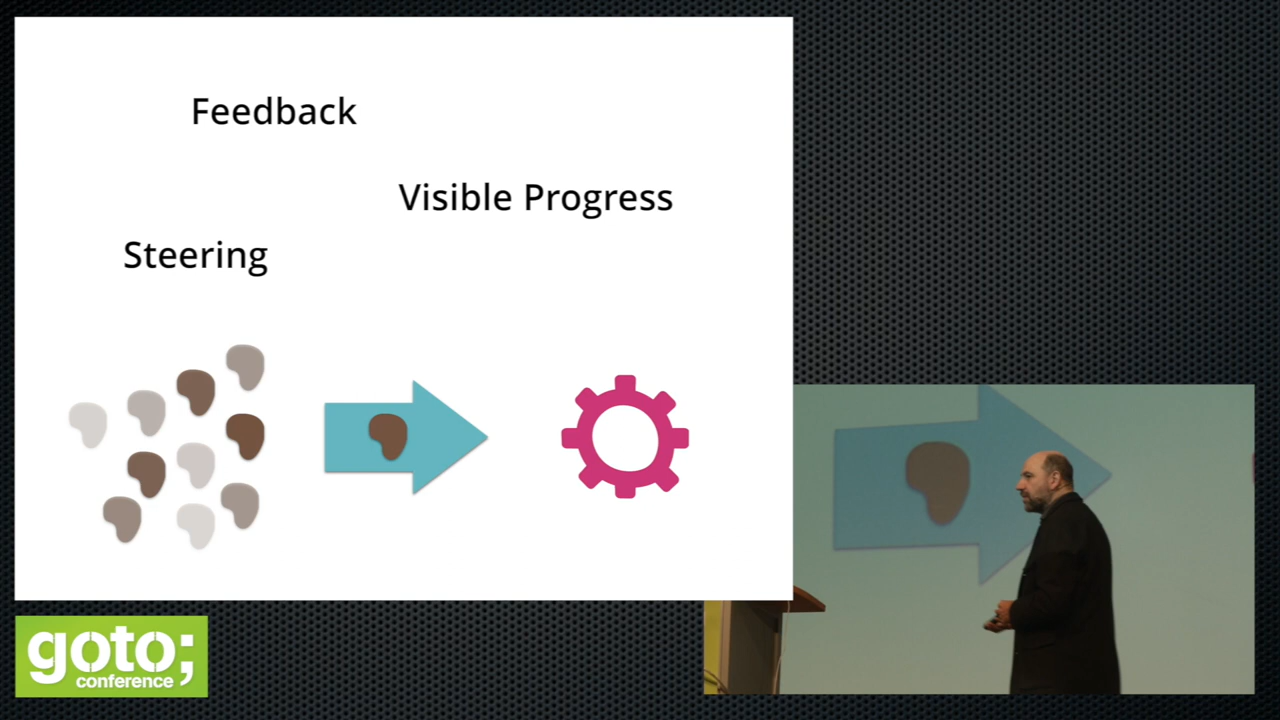 Feedback
Visible Progress
Steering
goto;
conference